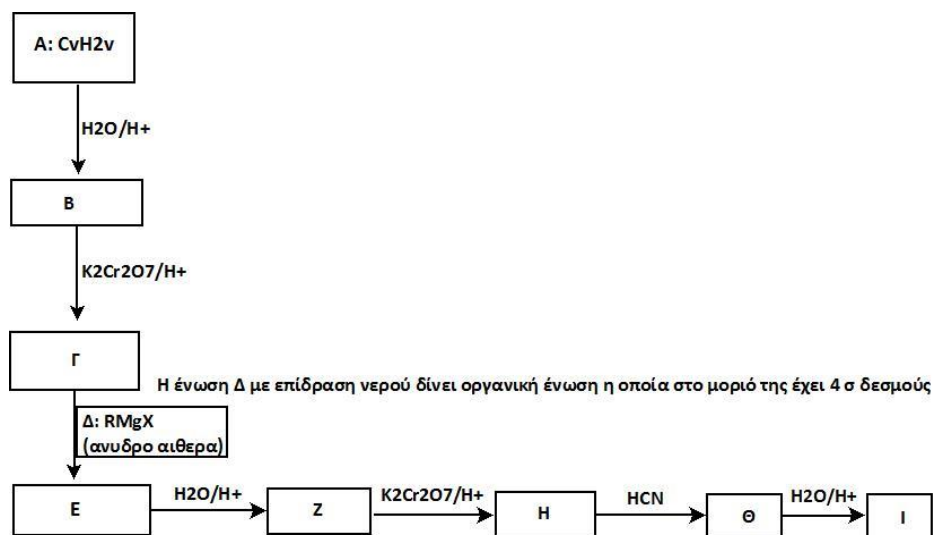 A: CvH2v
H2O/H+
B
K2Cr2O7/H+
Γ
Η ένωση Δ με επίδραση νερού δίνει οργανική ένωση η οποία στο μοριό της έχει 4 σ δεσμούς
Δ: RMgX
(ανυδρο αιθερα)
E
H2O/H+
Z
K2Cr2O7/H+
H
HCN
Θ
H2O/H+
I